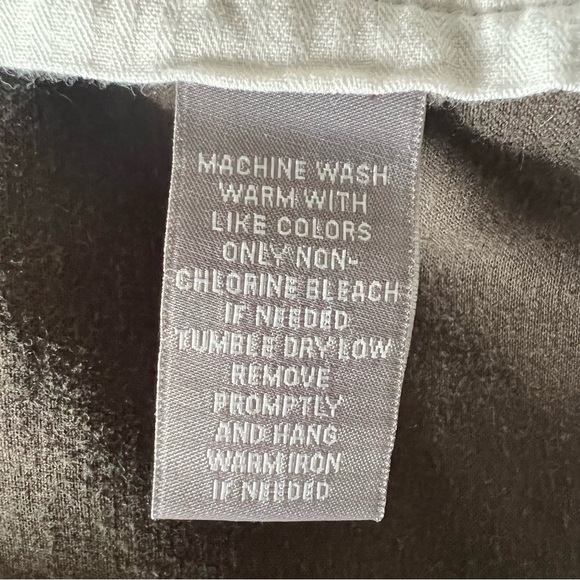 MACHINE WASH
WARM WITH
LIKE COLORS
ONLY NON-
CHLORINE BLEACH
IF NEEDED
TUMBLE DRY LOW
REMOVE
PROMPTLY
AND HANG
WARM IRON
IF NEEDED